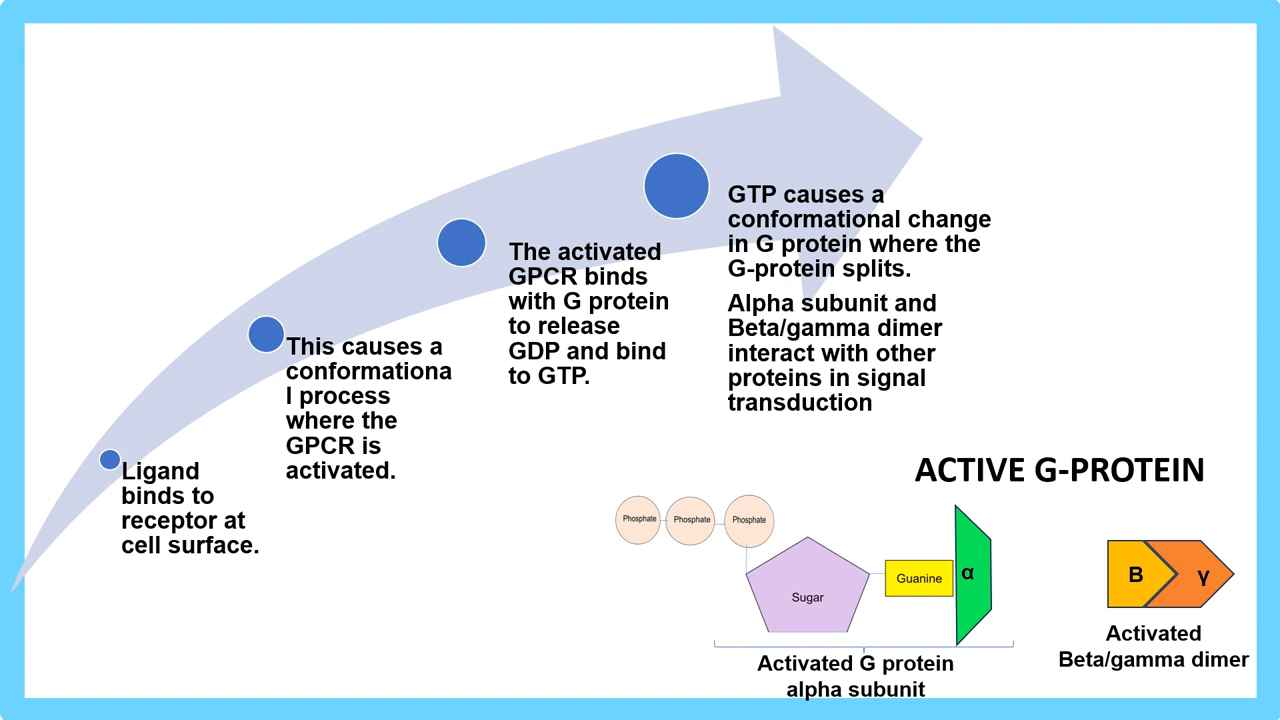 Ligand
binds to
receptor at
cell surface.
This causes a
conformationa
l process
where the
GPCR is
activated.
The activated
GPCR binds
with G protein
to release
GDP and bind
to GTP.
GTP causes a
conformational change
in G protein where the
G-protein splits.
Alpha subunit and
Beta/gamma dimer
interact with other
proteins in signal
transduction
ACTIVE G-PROTEIN
Phosphate Phosphate Phosphate
Sugar
Guanine
α
B γ
Activated G protein
alpha subunit
Activated
Beta/gamma dimer